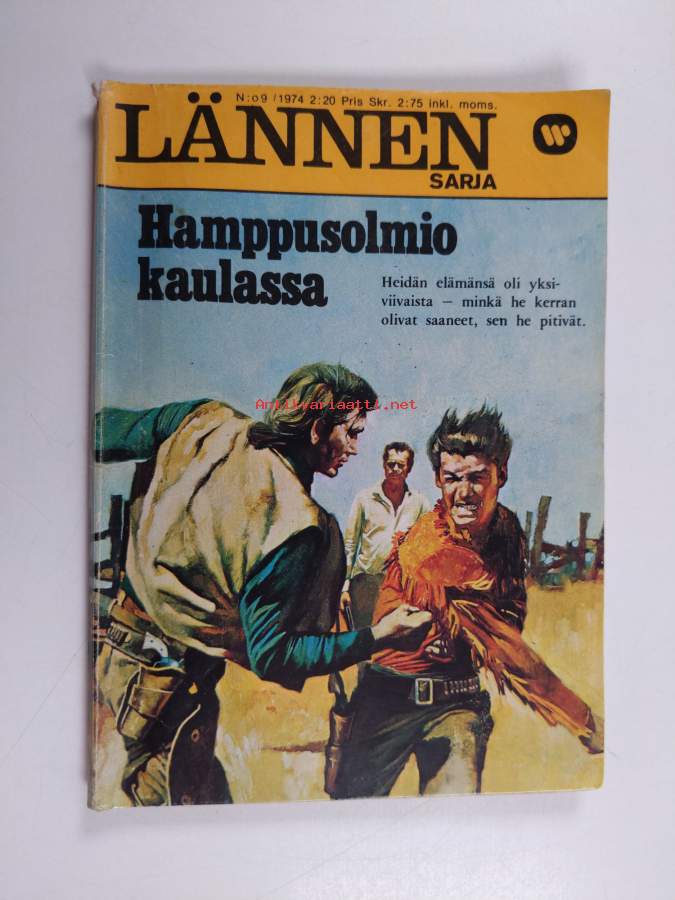 N:o 9 / 1974 2:20 Pris Skr. 2:75 inkl. moms.
LÄNNEN
SARJA
Hamppusolmio
kaulassa
Heidän elämänsä oli yksi-
viivaista — minkä he kerran
olivat saaneet, sen he pitivät.
Antikvariaatti.net